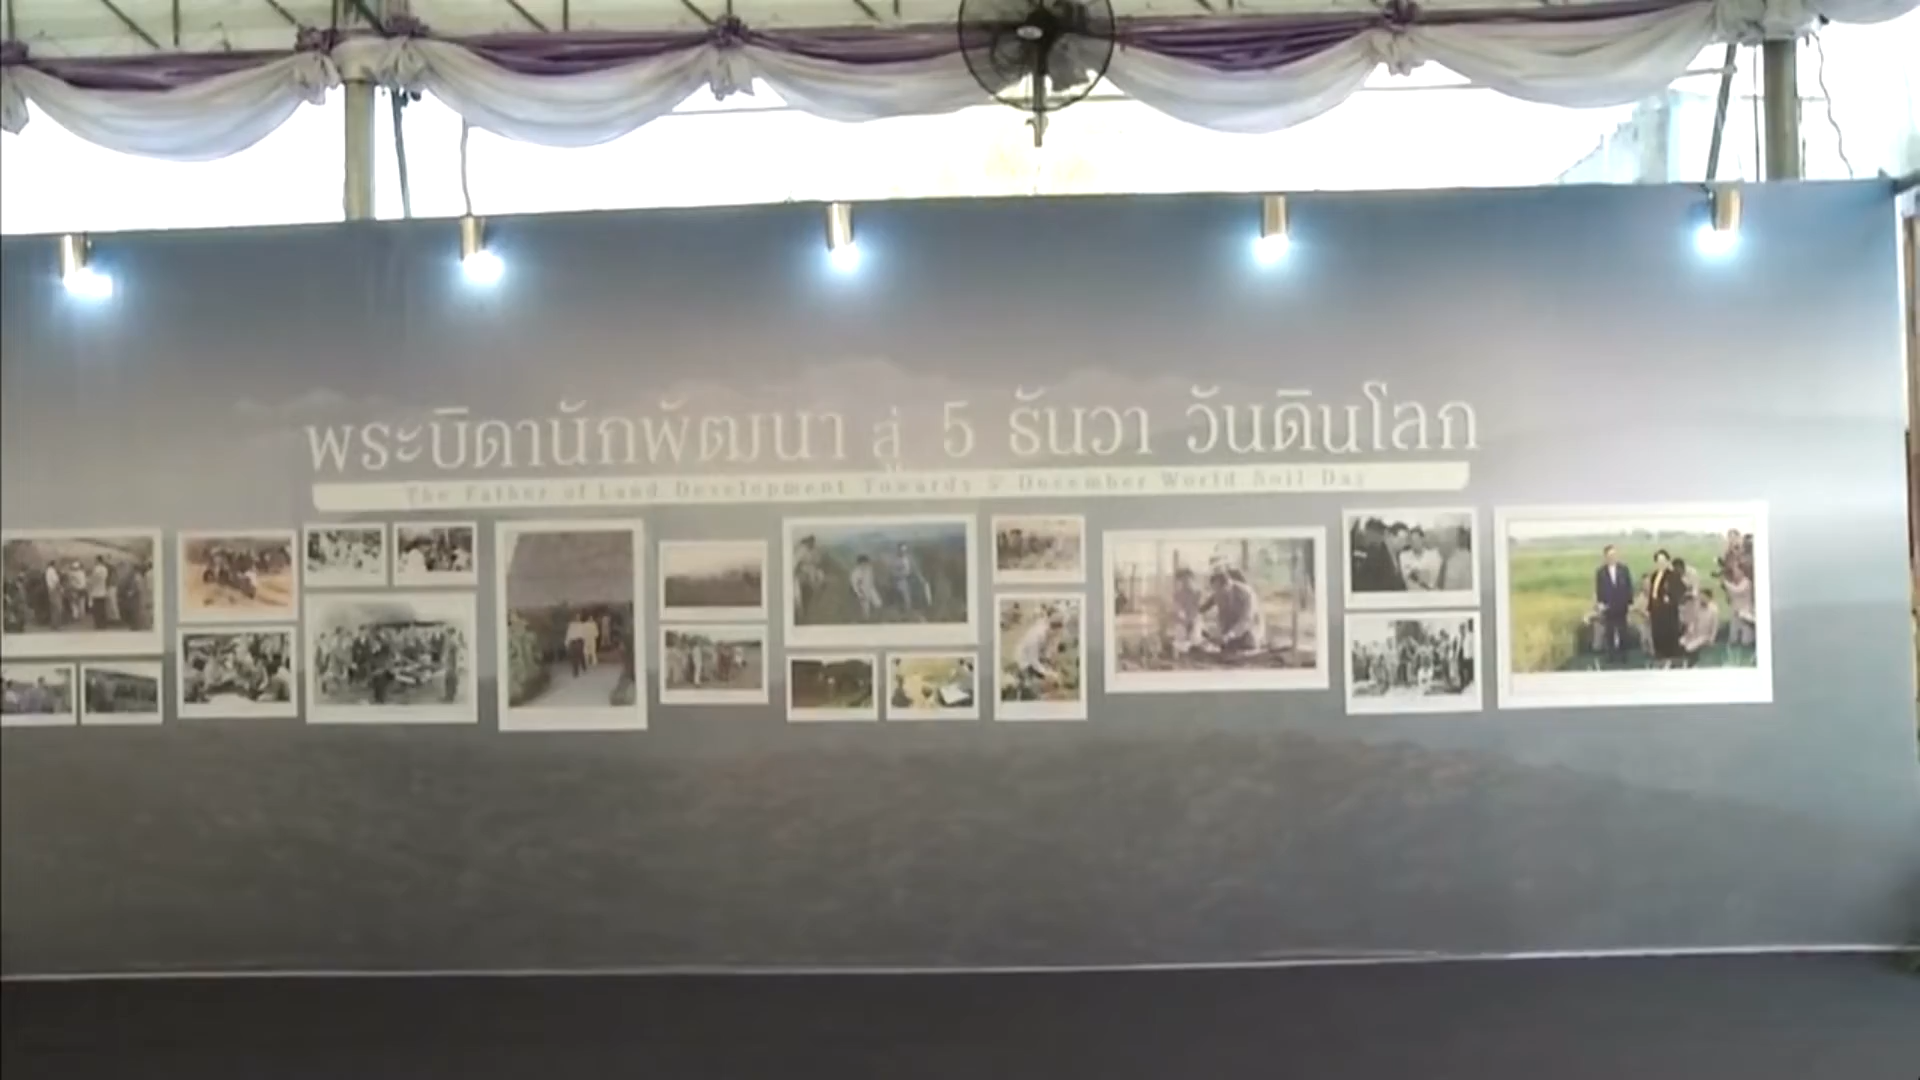 พระบิดานักพัฒนา สู่ 5 ธันวา วันดินโลก
The Father of Land Development Towards 5 December World Soil Day